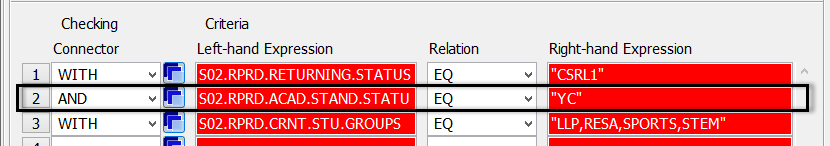 Checking Criteria
Connector Left-hand Expression Relation Right-hand Expression
1 WITH S02.RPRD.RETURNING.STATUS EQ "CSRL1"
2 AND S02.RPRD.ACAD.STAND.STATU EQ "YC"
3 WITH S02.RPRD.CRNT.STU.GROUPS EQ "LLP,RESA,SPORTS,STEM"